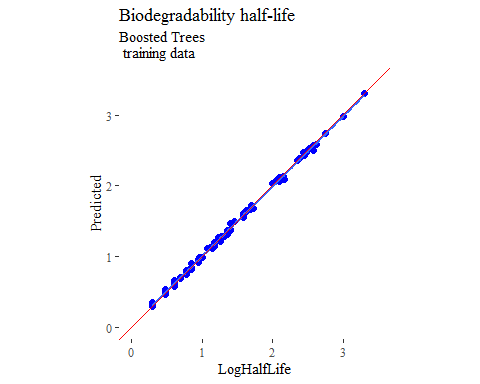 Biodegradability half-life
Boosted Trees
training data
Predicted
3
2
1
0
0 1 2 3
LogHalfLife